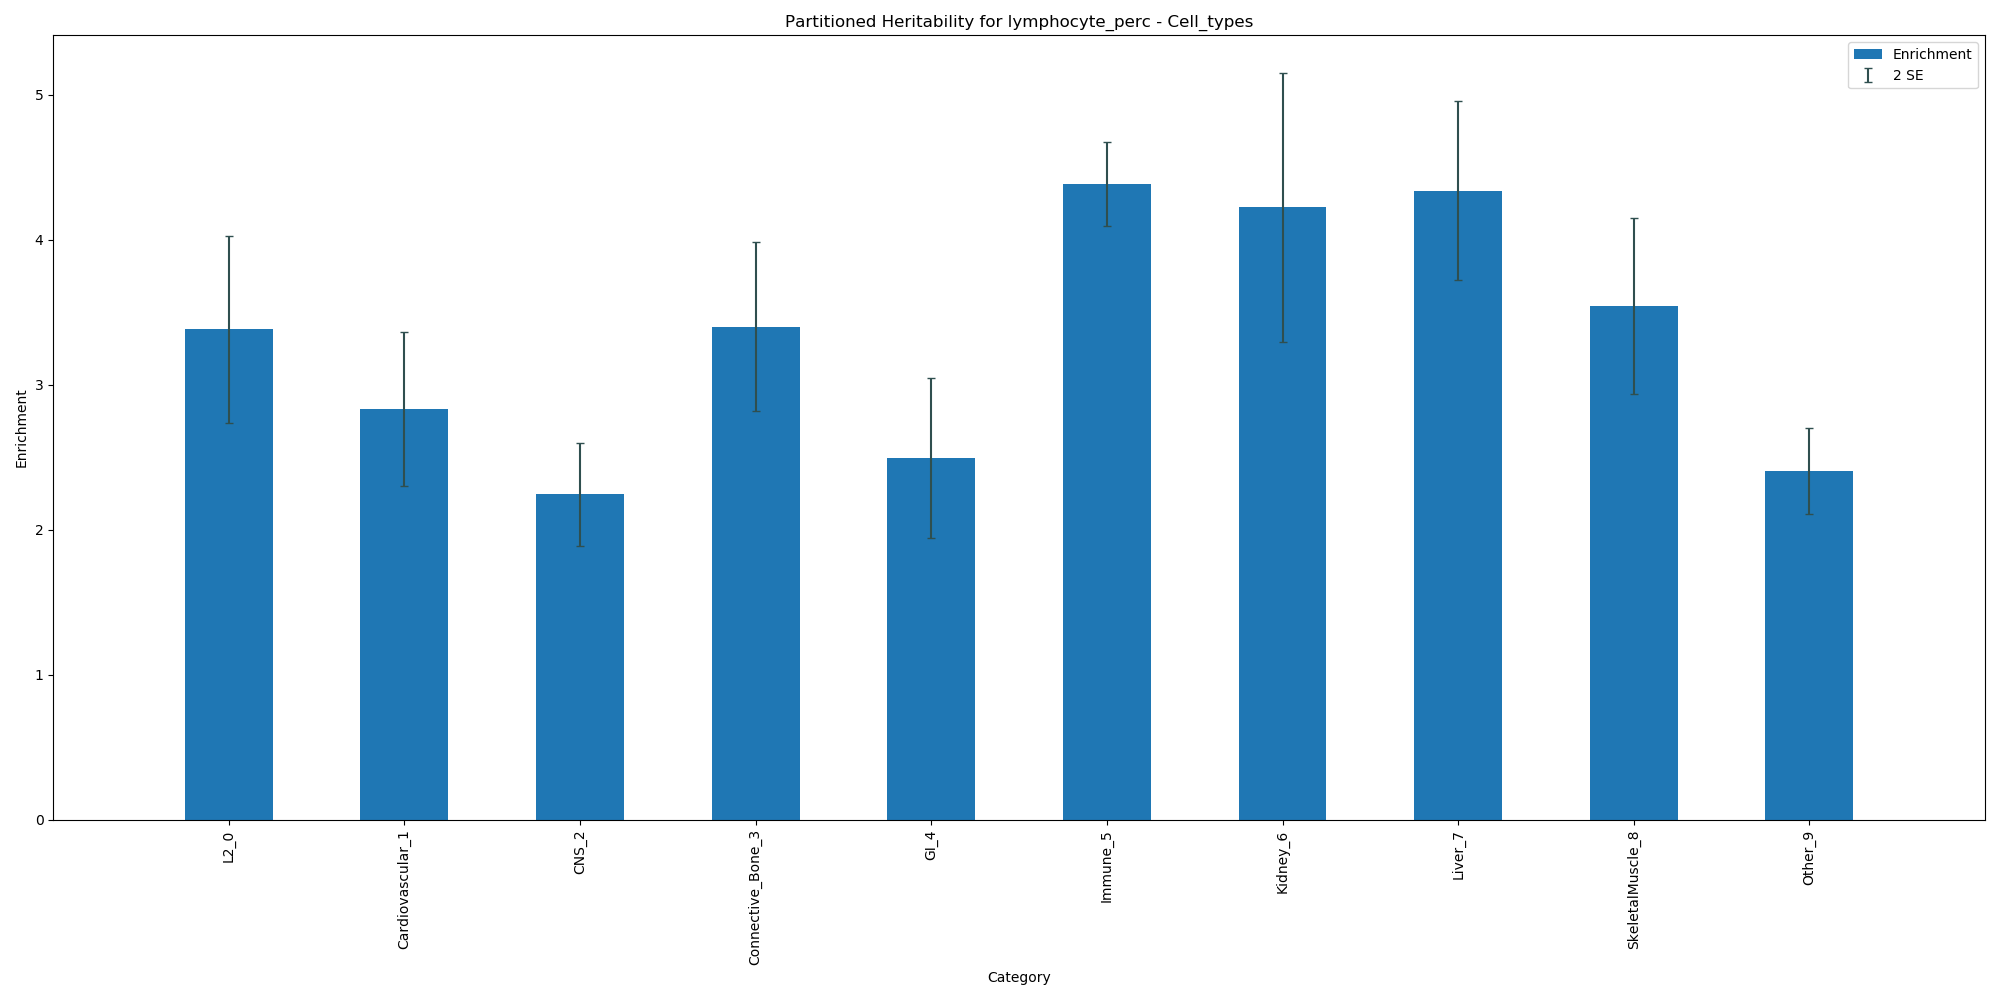 Partitioned Heritability for lymphocyte_perc - Cell_types
Enrichment
2 SE
5
4
3
2
1
0
Enrichment
L2_0
Cardiovascular_1
CNS_2
Connective_Bone_3
GI_4
Immune_5
Kidney_6
Liver_7
SkeletalMuscle_8
Other_9
Category